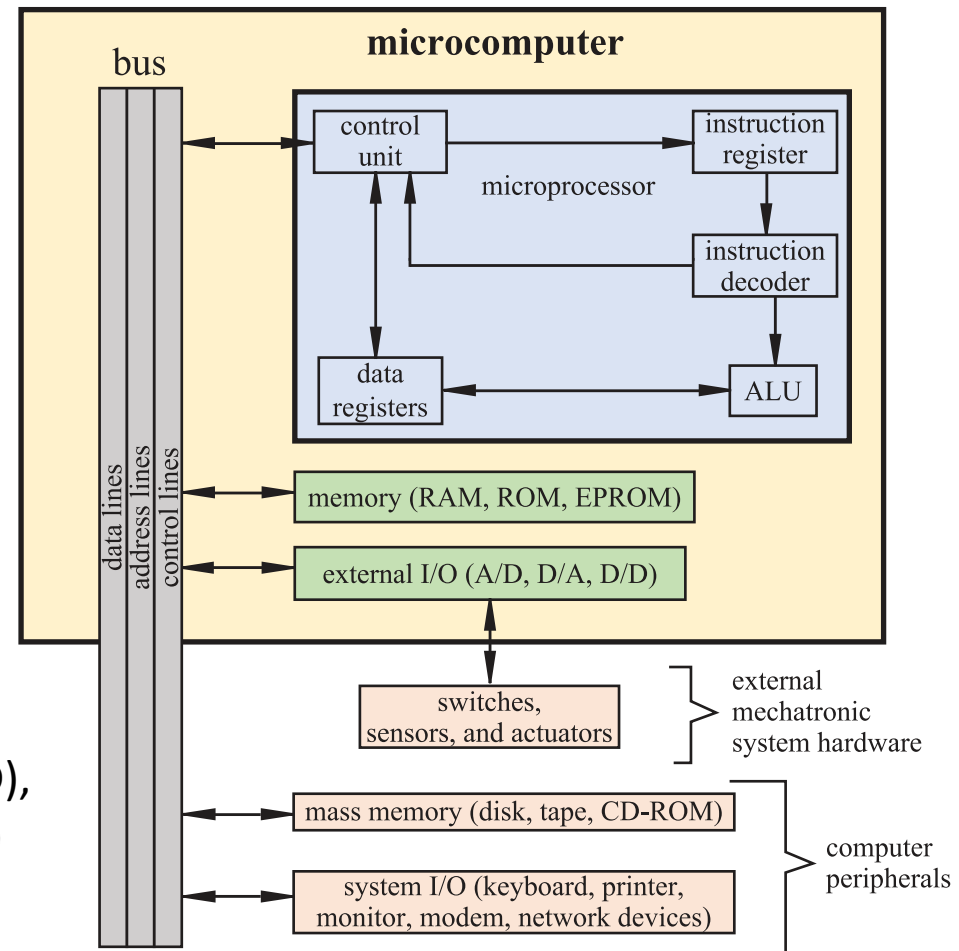 microcomputer
bus
control
unit
instruction
register
microprocessor
instruction
decoder
data
registers
ALU
data lines
address lines
control lines
memory (RAM, ROM, EPROM)
external I/O (A/D, D/A, D/D)
switches,
sensors, and actuators
external
mechatronic
system hardware
),
mass memory (disk, tape, CD-ROM)
computer
peripherals
system I/O (keyboard, printer,
monitor, modem, network devices)